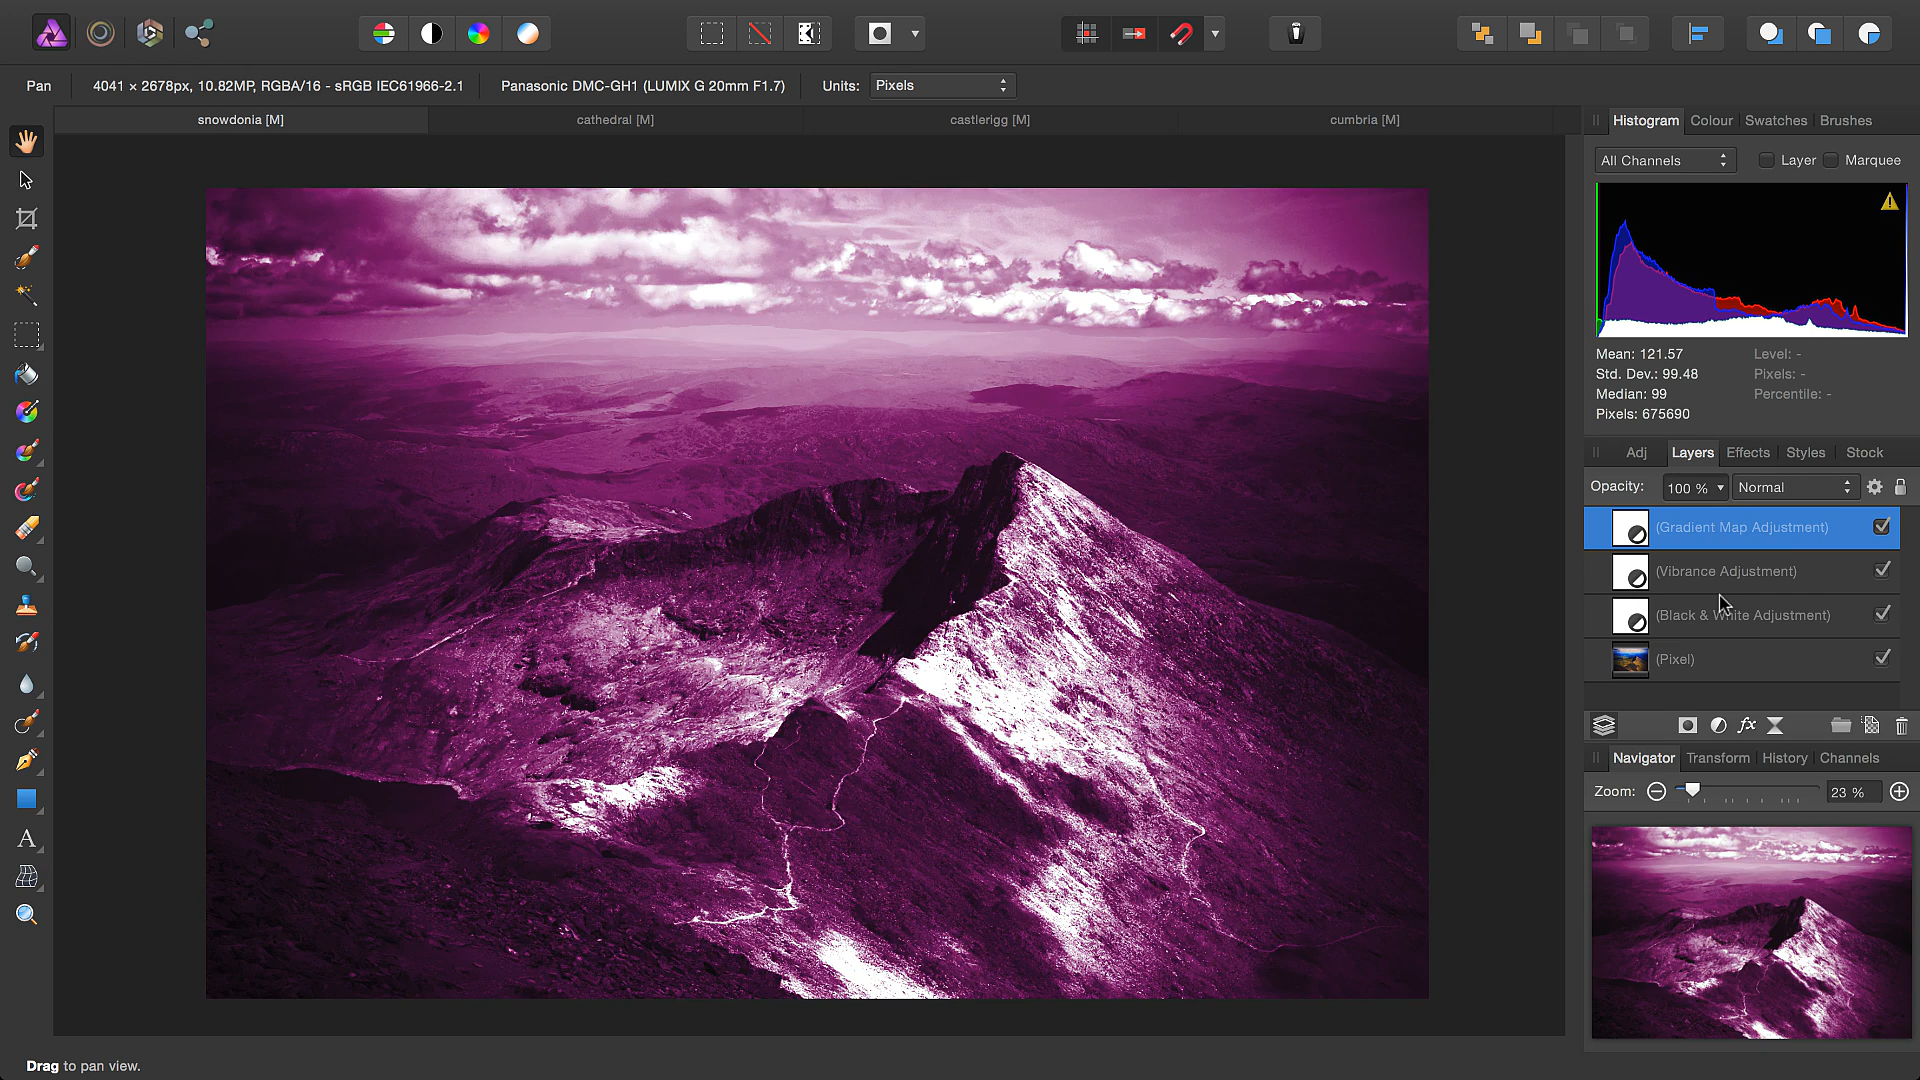 Pan
4041 × 2678px, 10.82MP, RGBA/16 - sRGB IEC61966-2.1
Panasonic DMC-GH1 (LUMIX G 20mm F1.7)
Units: Pixels
snowdonia [M]
cathedral [M]
castlerigg [M]
cumbria [M]
Histogram Colour Swatches Brushes
All Channels Layer Marquee
Mean: 121.57 Level: -
Std. Dev.: 99.48 Pixels: -
Median: 99 Percentile: -
Pixels: 675690
Adj Layers Effects Styles Stock
Opacity: 100 % Normal
(Gradient Map Adjustment)
(Vibrance Adjustment)
(Black & White Adjustment)
(Pixel)
fx
Navigator Transform History Channels
Zoom: 23 %
A
Drag to pan view.